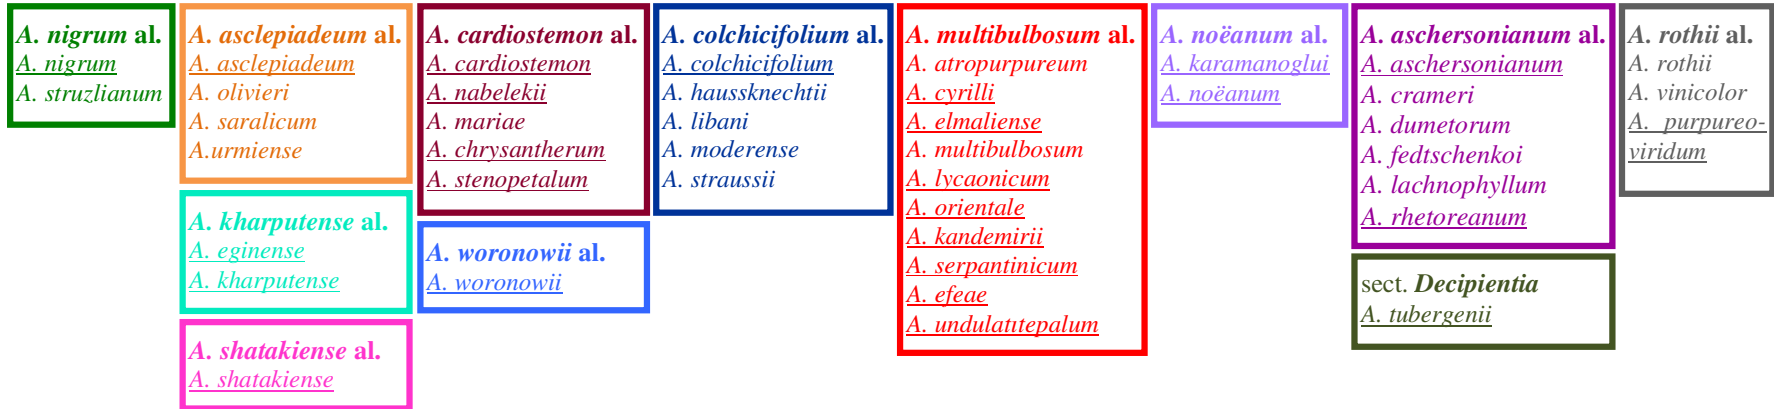 A. nigrum al.
A. nigrum
A. struzlianum
A. asclepiadeum al.
A. asclepiadeum
A. olivieri
A. saralicum
A.urmiense
A. kharputense al.
A. eginense
A. kharputense
A. shatakiense al.
A. shatakiense
A. cardiostemon al.
A. cardiostemon
A. nabelekii
A. mariae
A. chrysantherum
A. stenopetalum
A. woronowii al.
A. woronowii
A. colchicifolium al.
A. colchicifolium
A. haussknechtii
A. libani
A. moderense
A. straussii
A. multibulbosum al.
A. atropurpureum
A. cyrilli
A. elmaliense
A. multibulbosum
A. lycaonicum
A. orientale
A. kandemirii
A. serpantinicum
A. efeae
A. undulatıtepalum
A. noëanum al.
A. karamanoglui
A. noëanum
A. aschersonianum al.
A. aschersonianum
A. crameri
A. dumetorum
A. fedtschenkoi
A. lachnophyllum
A. rhetoreanum
sect. Decipientia
A. tubergenii
A. rothii al.
A. rothii
A. vinicolor
A. purpureo-
viridum